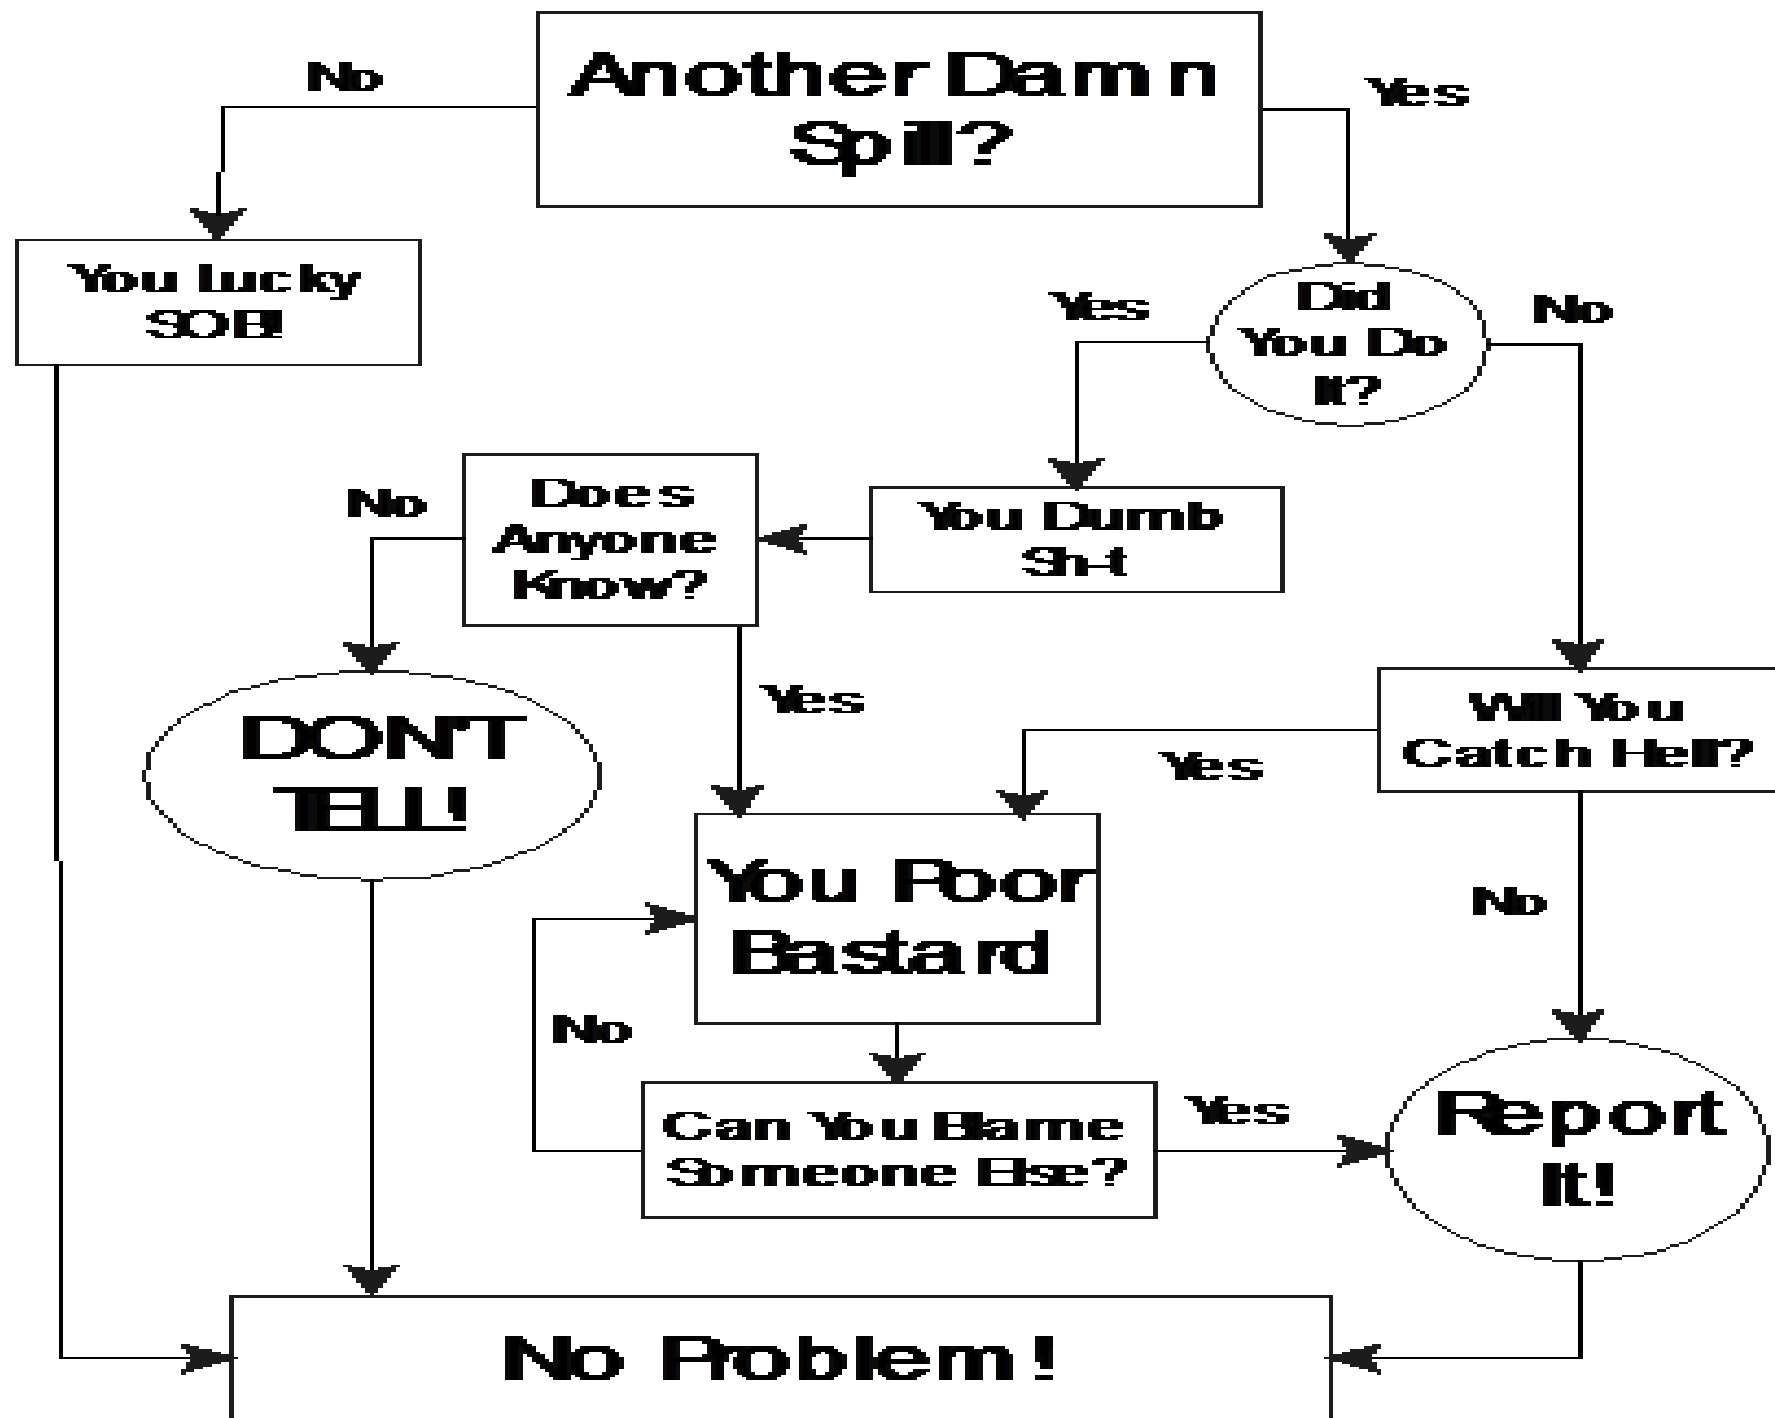 Another Damn
Spill?
No
Yes
You Lucky
SOB!
Did
You Do
It?
Yes
No
Does
Anyone
Know?
No
You Dumb
Sh-t
Yes
DON'T
TELL!
Will You
Catch Hell?
Yes
No
You Poor
Bastard
No
Can You Blame
Someone Else?
Yes
Report
It!
No Problem!